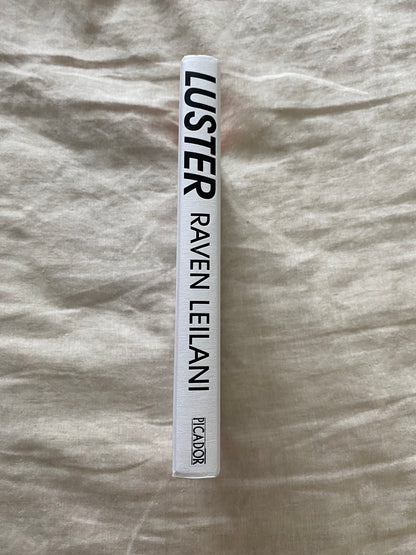 LUSTER
RAVEN LEILANI
PICADOR